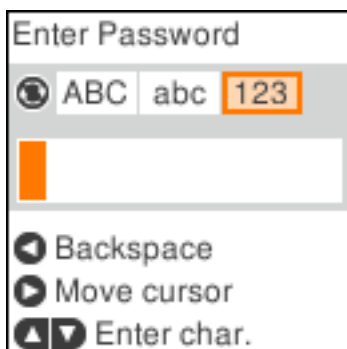 Enter Password
ABC abc 123
Backspace
Move cursor
Enter char.